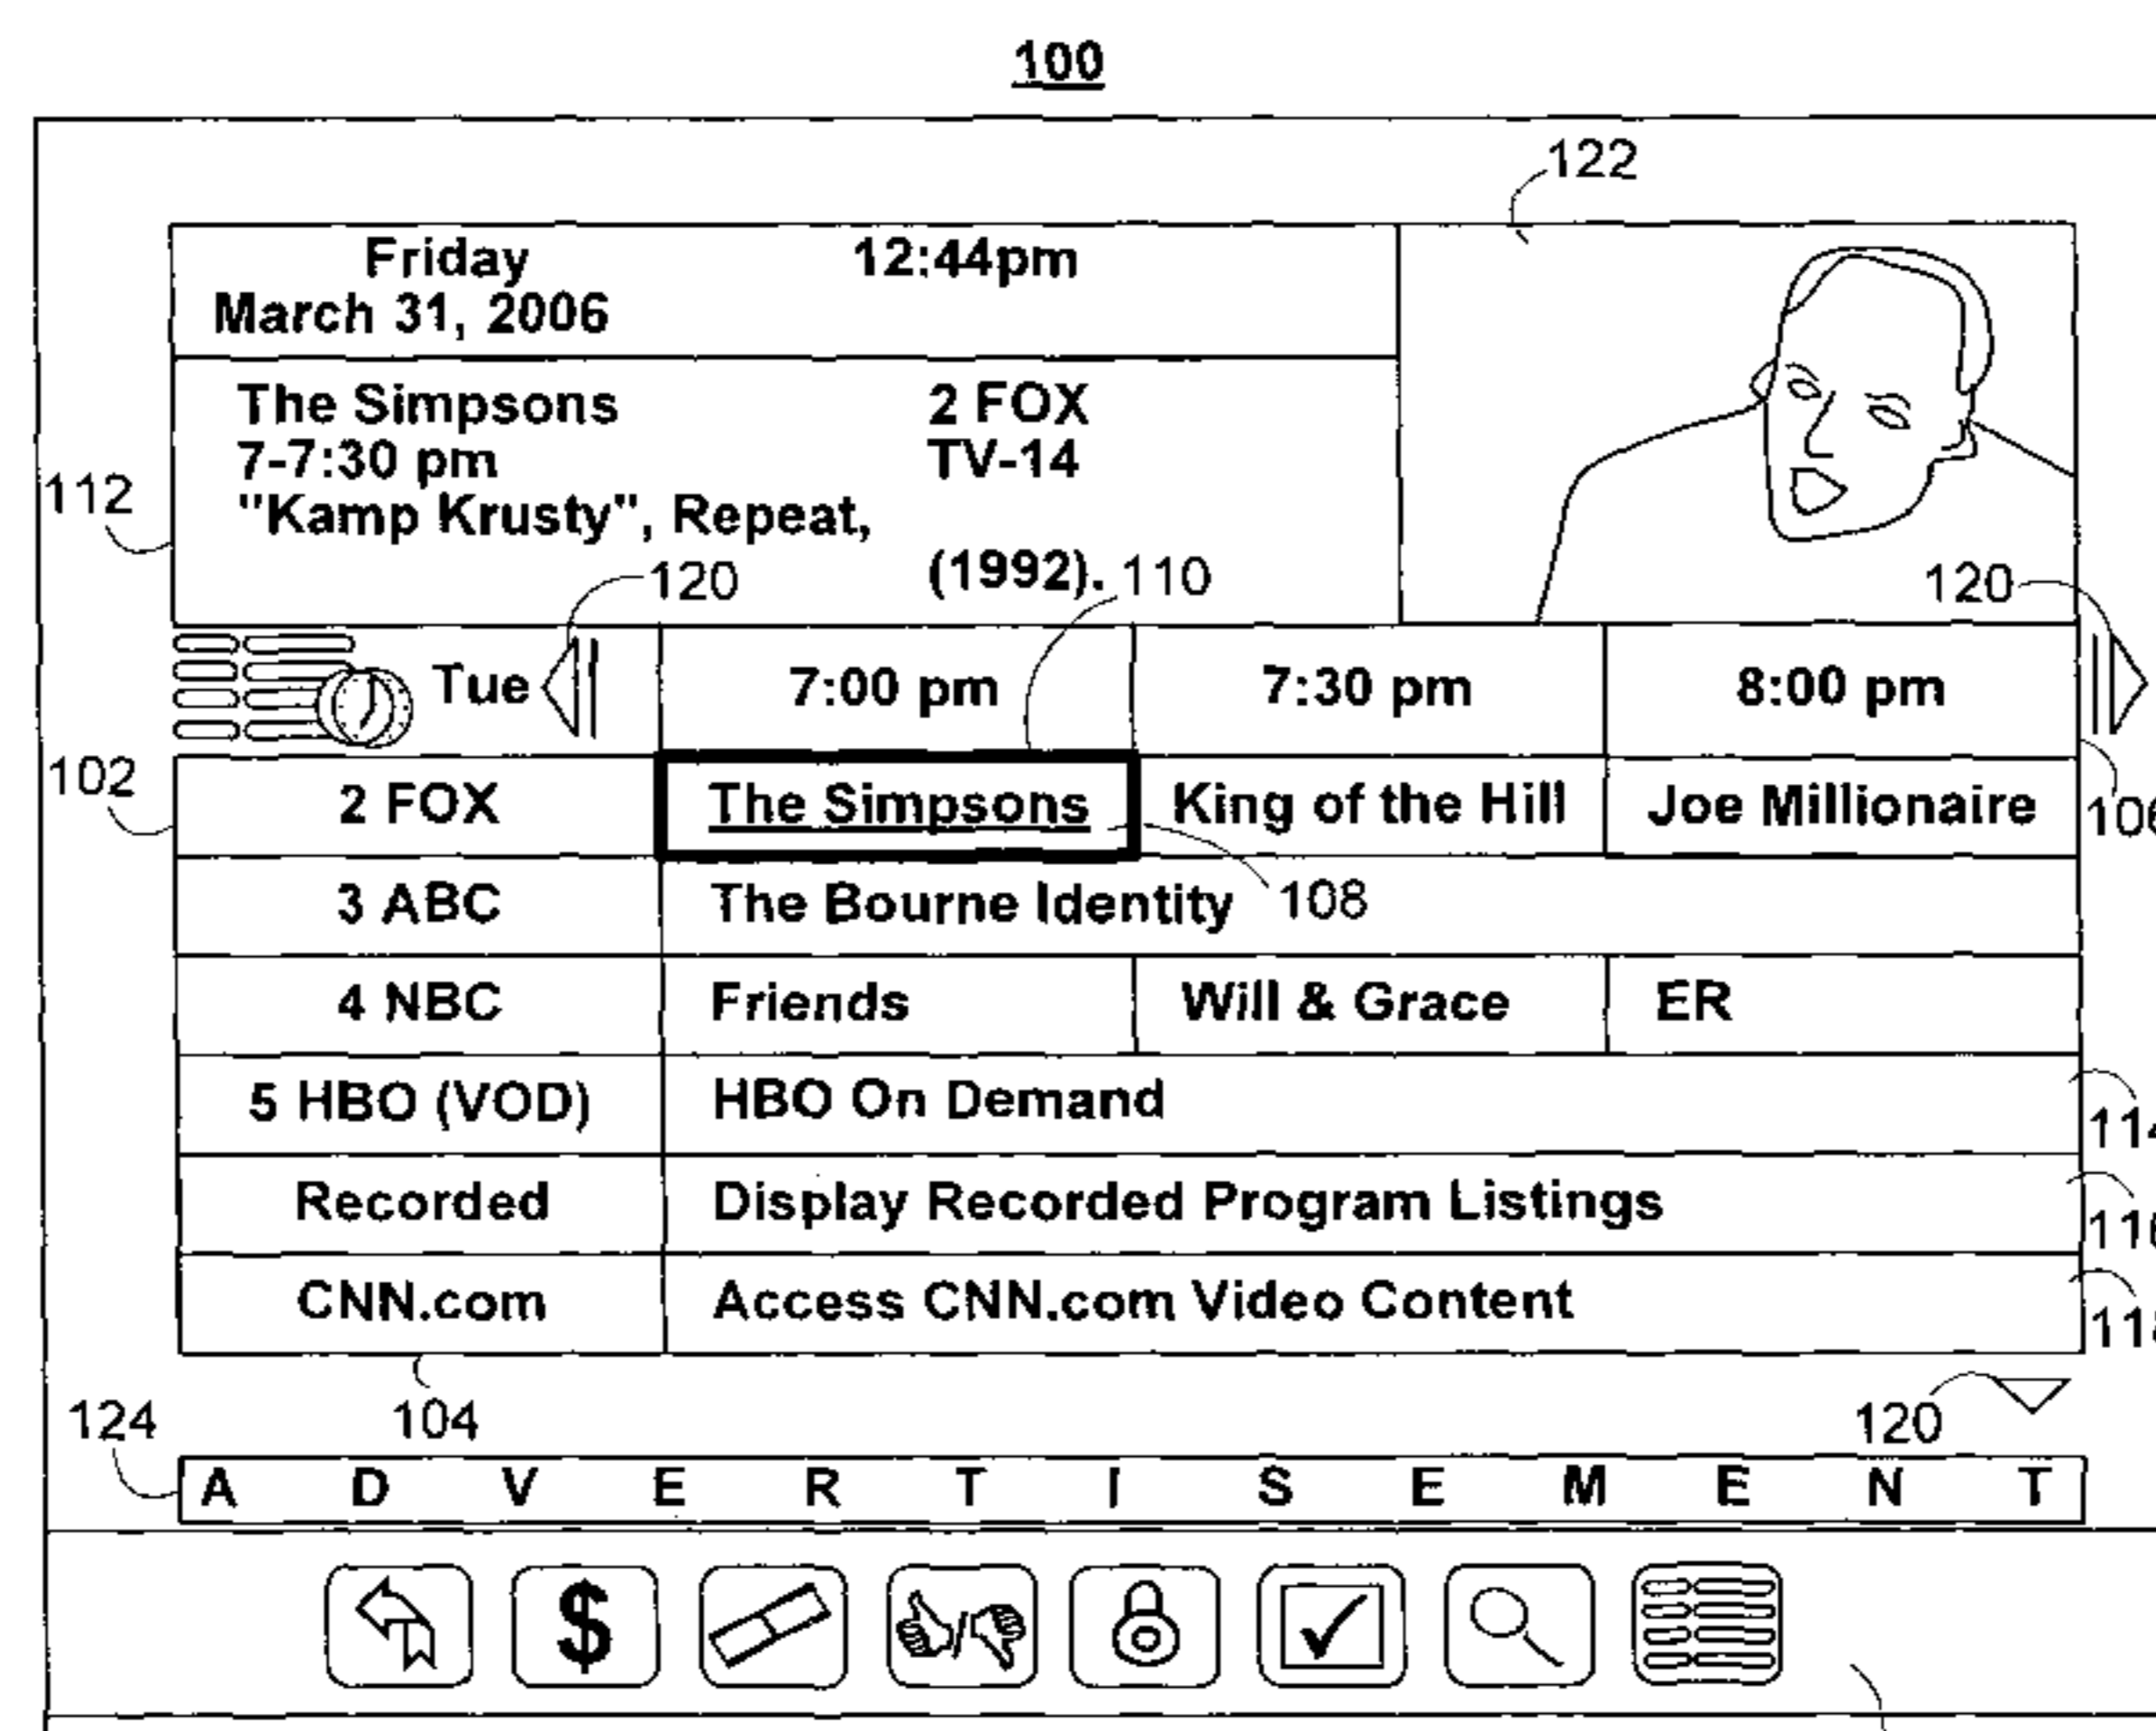 100
122
Friday 12:44pm
March 31, 2006
The Simpsons 2 FOX
7-7:30 pm TV-14
112
"Kamp Krusty", Repeat,
(1992). 110
120 120
Tue 7:00 pm 7:30 pm 8:00 pm
102
2 FOX The Simpsons King of the Hill Joe Millionaire
3 ABC The Bourne Identity 108
4 NBC Friends Will & Grace ER
5 HBO (VOD) HBO On Demand
Recorded Display Recorded Program Listings
CNN.com Access CNN.com Video Content
124 104 120
A D V E R T I S E M E N T
$